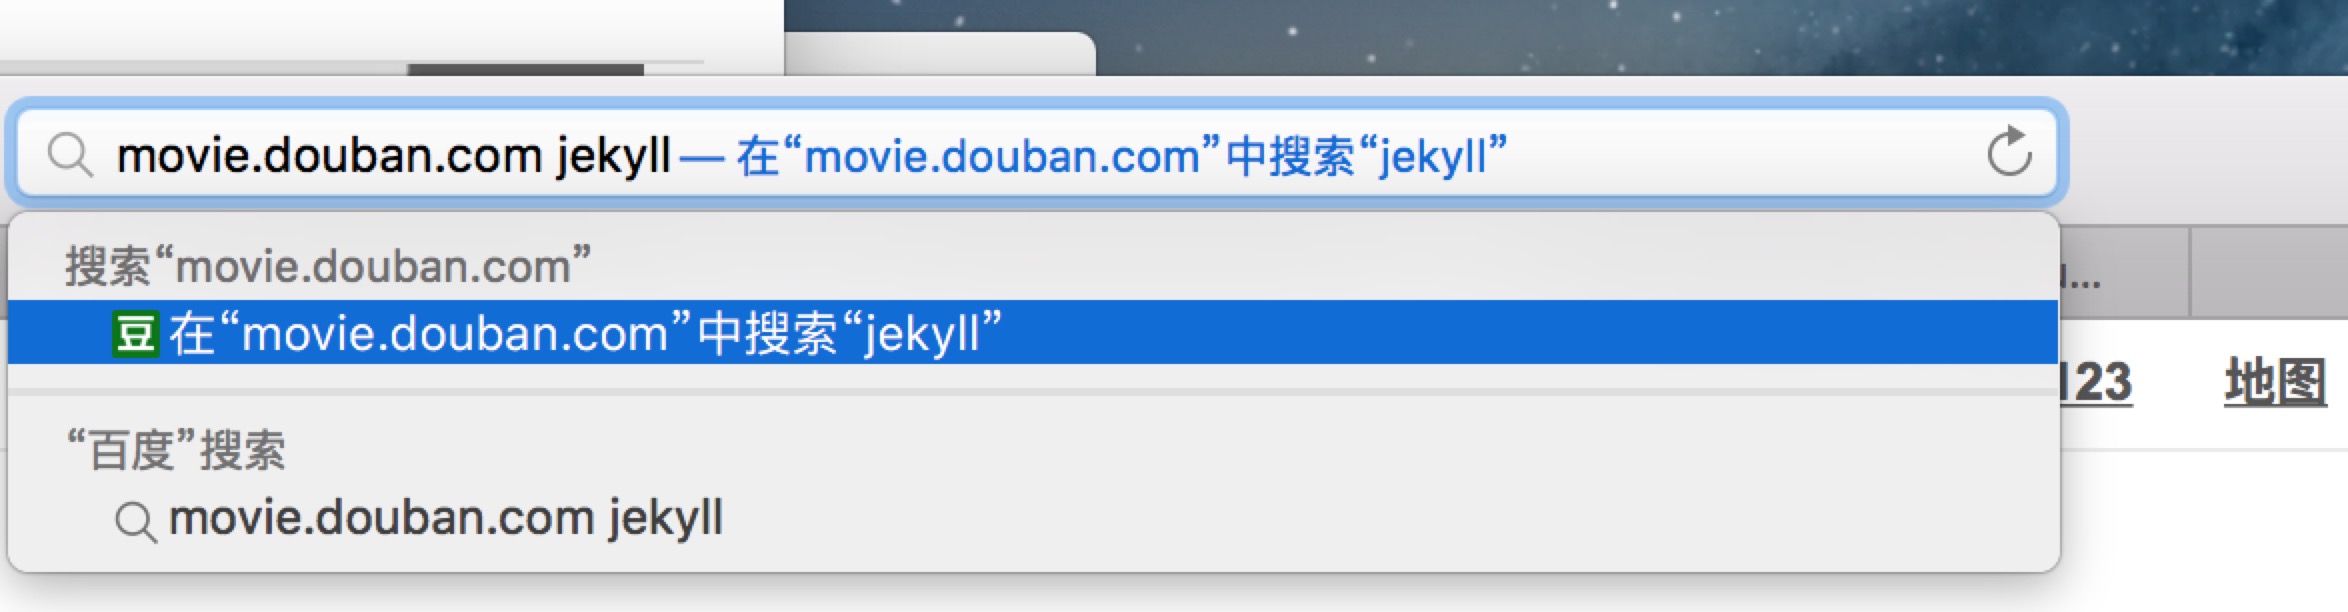 movie.douban.com jekyll — 在“movie.douban.com”中搜索“jekyll”
搜索“movie.douban.com”
豆 在“movie.douban.com”中搜索“jekyll”
123 地图
“百度”搜索
movie.douban.com jekyll